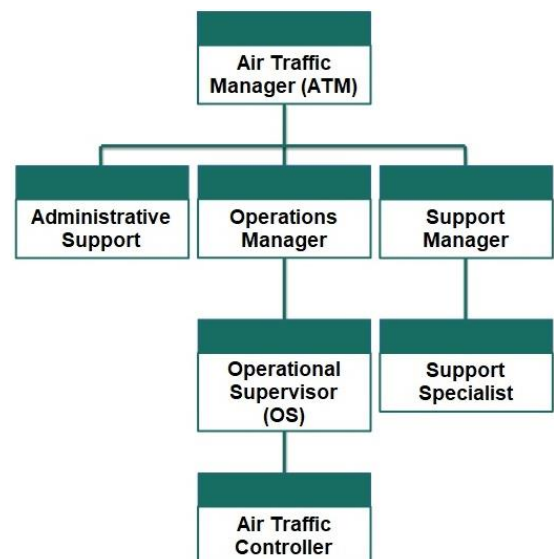 Air Traffic
Manager (ATM)
Administrative
Support
Operations
Manager
Support
Manager
Operational
Supervisor
(OS)
Support
Specialist
Air Traffic
Controller